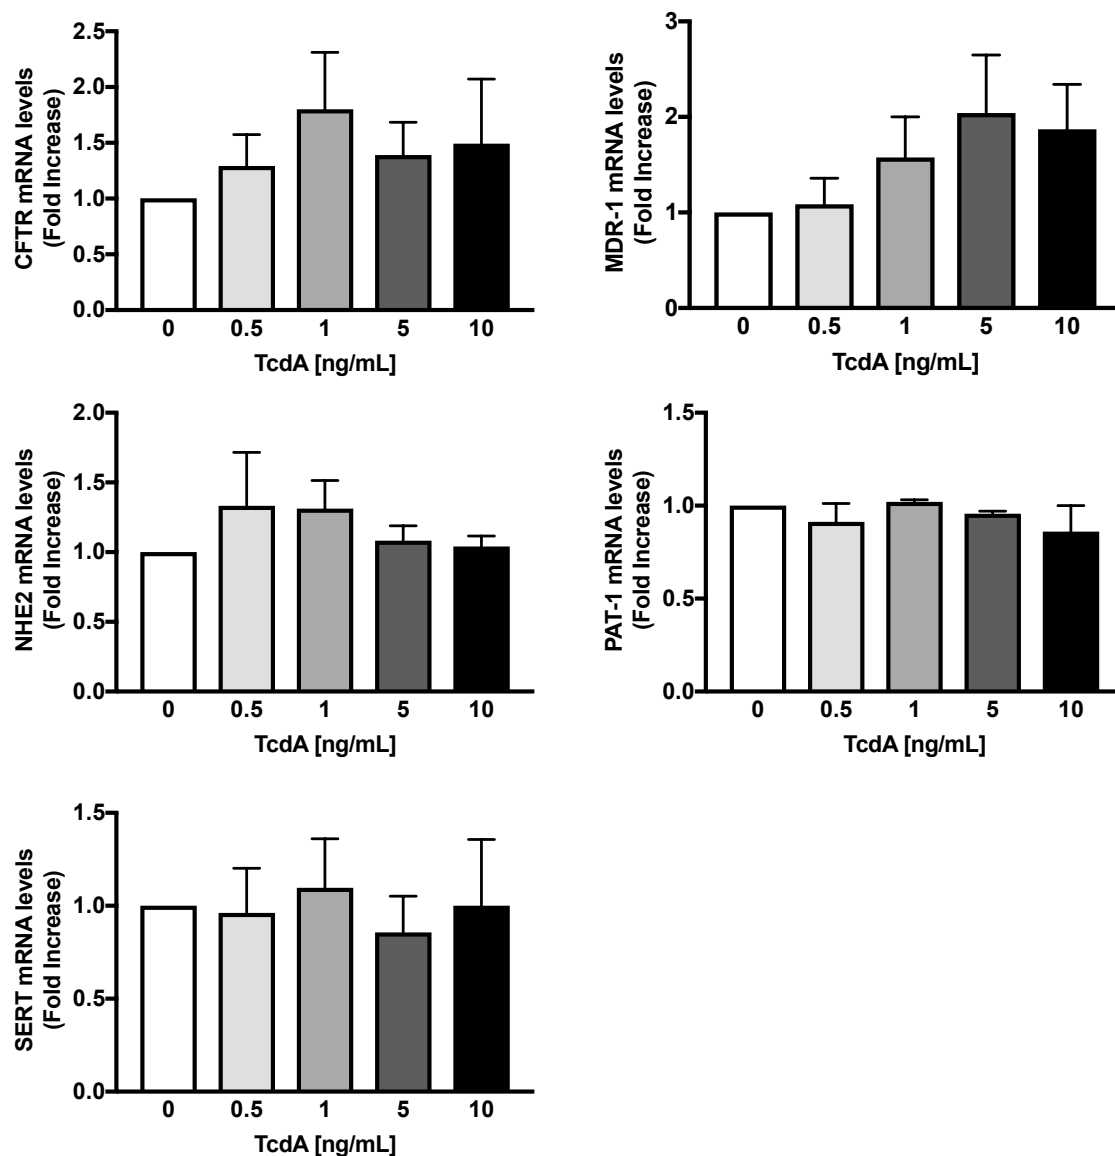 CFTR mRNA levels
(Fold Increase)
2.5
2.0
1.5
1.0
0.5
0.0
0 0.5 1 5 10
TcdA [ng/mL]
MDR-1 mRNA levels
(Fold Increase)
3
2
1
0
0 0.5 1 5 10
TcdA [ng/mL]
NHE2 mRNA levels
(Fold Increase)
2.0
1.5
1.0
0.5
0.0
0 0.5 1 5 10
TcdA [ng/mL]
PAT-1 mRNA levels
(Fold Increase)
1.5
1.0
0.5
0.0
0 0.5 1 5 10
TcdA [ng/mL]
SERT mRNA levels
(Fold Increase)
1.5
1.0
0.5
0.0
0 0.5 1 5 10
TcdA [ng/mL]